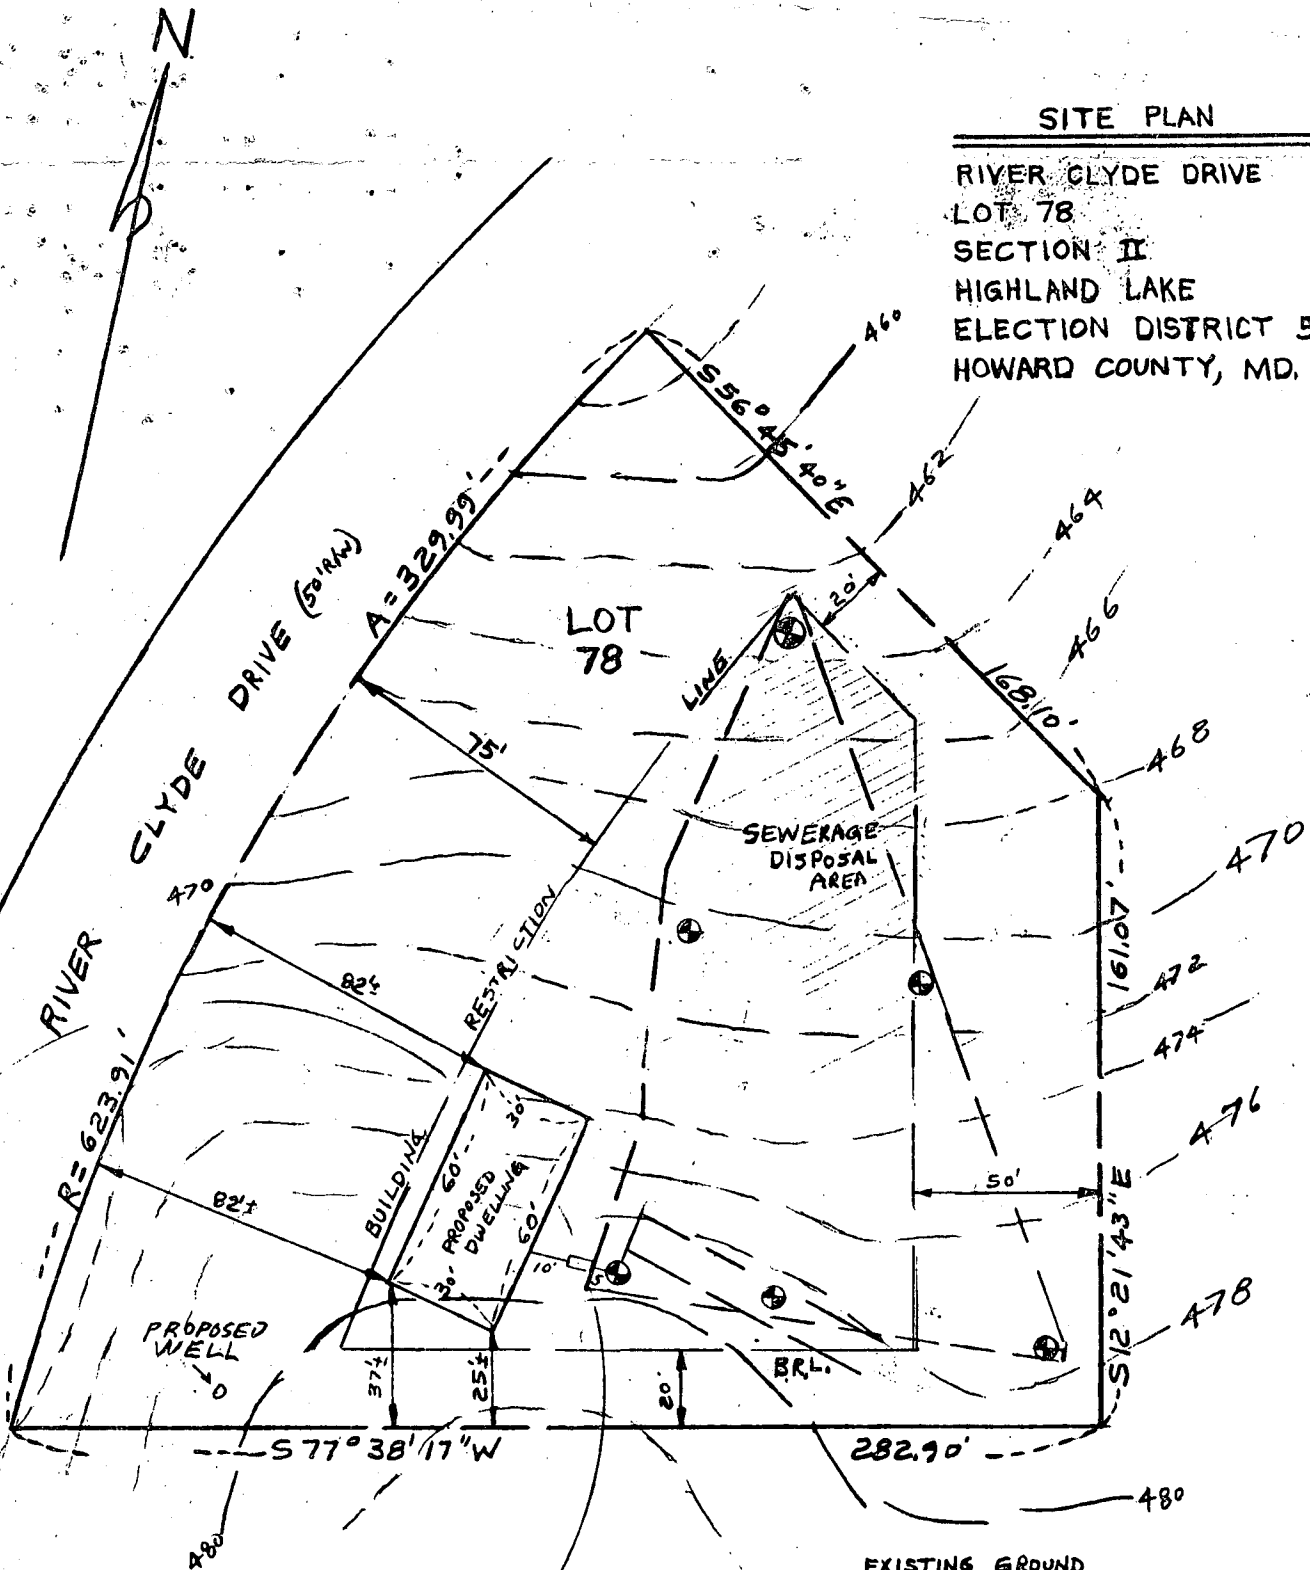 N
SITE PLAN
RIVER CLYDE DRIVE
LOT 78
SECTION II
HIGHLAND LAKE
ELECTION DISTRICT 5
HOWARD COUNTY, MD.
460
S 56° 45' 40" E
462
464
A = 329.99'
(50' R/W)
20'
LOT
78
466
LINE
168.10'
DRIVE
75'
468
CLYDE
SEWERAGE
DISPOSAL
AREA
470
470
161.07'
RESTRICTION
RIVER
82'±
472
474
R = 623.91'
30'
476
BUILDING
60'
PROPOSED
DWELLING
50'
82'±
60'
S 12° 21' 43" E
10'
5'
30'
478
PROPOSED
WELL
37'±
25'±
20'
B.R.L.
S 77° 38' 17" W
282.90'
480
480
EXISTING GROUND